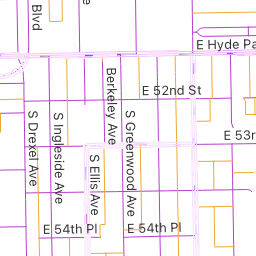 Blvd
E Hyde Pa
E 52nd St
Berkeley Ave
S Drexel Ave
S Ingleside Ave
S Greenwood Ave
E 53r
S Ellis Ave
E 54th Pl
E 54th Pl